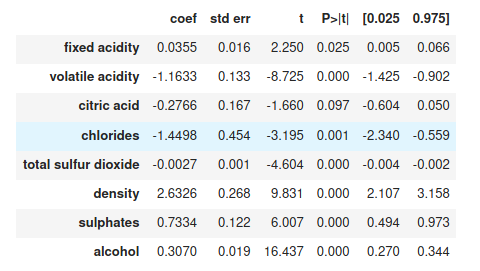 coef std err t P>|t| [0.025 0.975]
fixed acidity 0.0355 0.016 2.250 0.025 0.005 0.066
volatile acidity -1.1633 0.133 -8.725 0.000 -1.425 -0.902
citric acid -0.2766 0.167 -1.660 0.097 -0.604 0.050
chlorides -1.4498 0.454 -3.195 0.001 -2.340 -0.559
total sulfur dioxide -0.0027 0.001 -4.604 0.000 -0.004 -0.002
density 2.6326 0.268 9.831 0.000 2.107 3.158
sulphates 0.7334 0.122 6.007 0.000 0.494 0.973
alcohol 0.3070 0.019 16.437 0.000 0.270 0.344